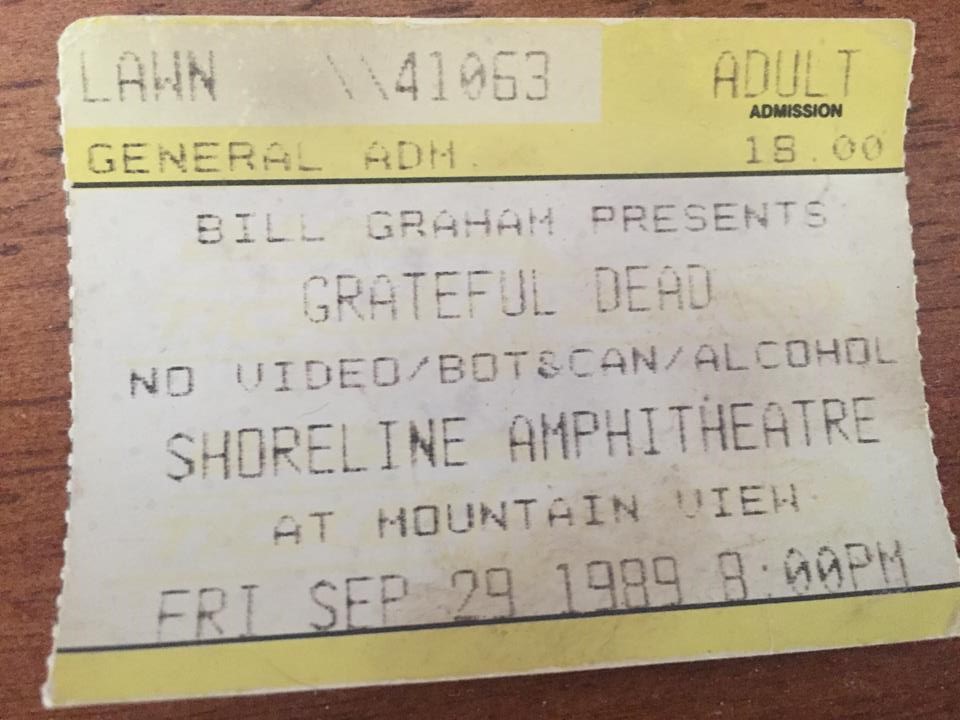 LAWN \\41063 ADULT
ADMISSION
GENERAL ADM. 18.00
BILL GRAHAM PRESENTS
GRATEFUL DEAD
NO VIDEO/BOT&CAN/ALCOHOL
SHORELINE AMPHITHEATRE
AT MOUNTAIN VIEW
FRI SEP 29 1989 8:00PM